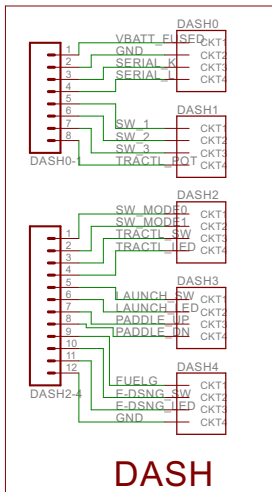 DASH0
VBATT_FUSED
1 CKT1
GND
2 CKT2
SERIAL_K
3 CKT3
SERIAL_L
4 CKT4
5
DASH1
6
SW_1
7 CKT1
SW_2
8 CKT2
SW_3
CKT3
TRACTL_POT
CKT4
DASH0-1
DASH2
SW_MODE0
1 CKT1
SW_MODE1
2 CKT2
TRACTL_SW
3 CKT3
TRACTL_LED
4 CKT4
5
DASH3
6
LAUNCH_SW
7 CKT1
LAUNCH_LED
8 CKT2
PADDLE_UP
9 CKT3
PADDLE_DN
10 CKT4
11
DASH4
12
FUELG
CKT1
E-DSNG_SW
CKT2
E-DSNG_LED
CKT3
GND
CKT4
DASH2-4
DASH